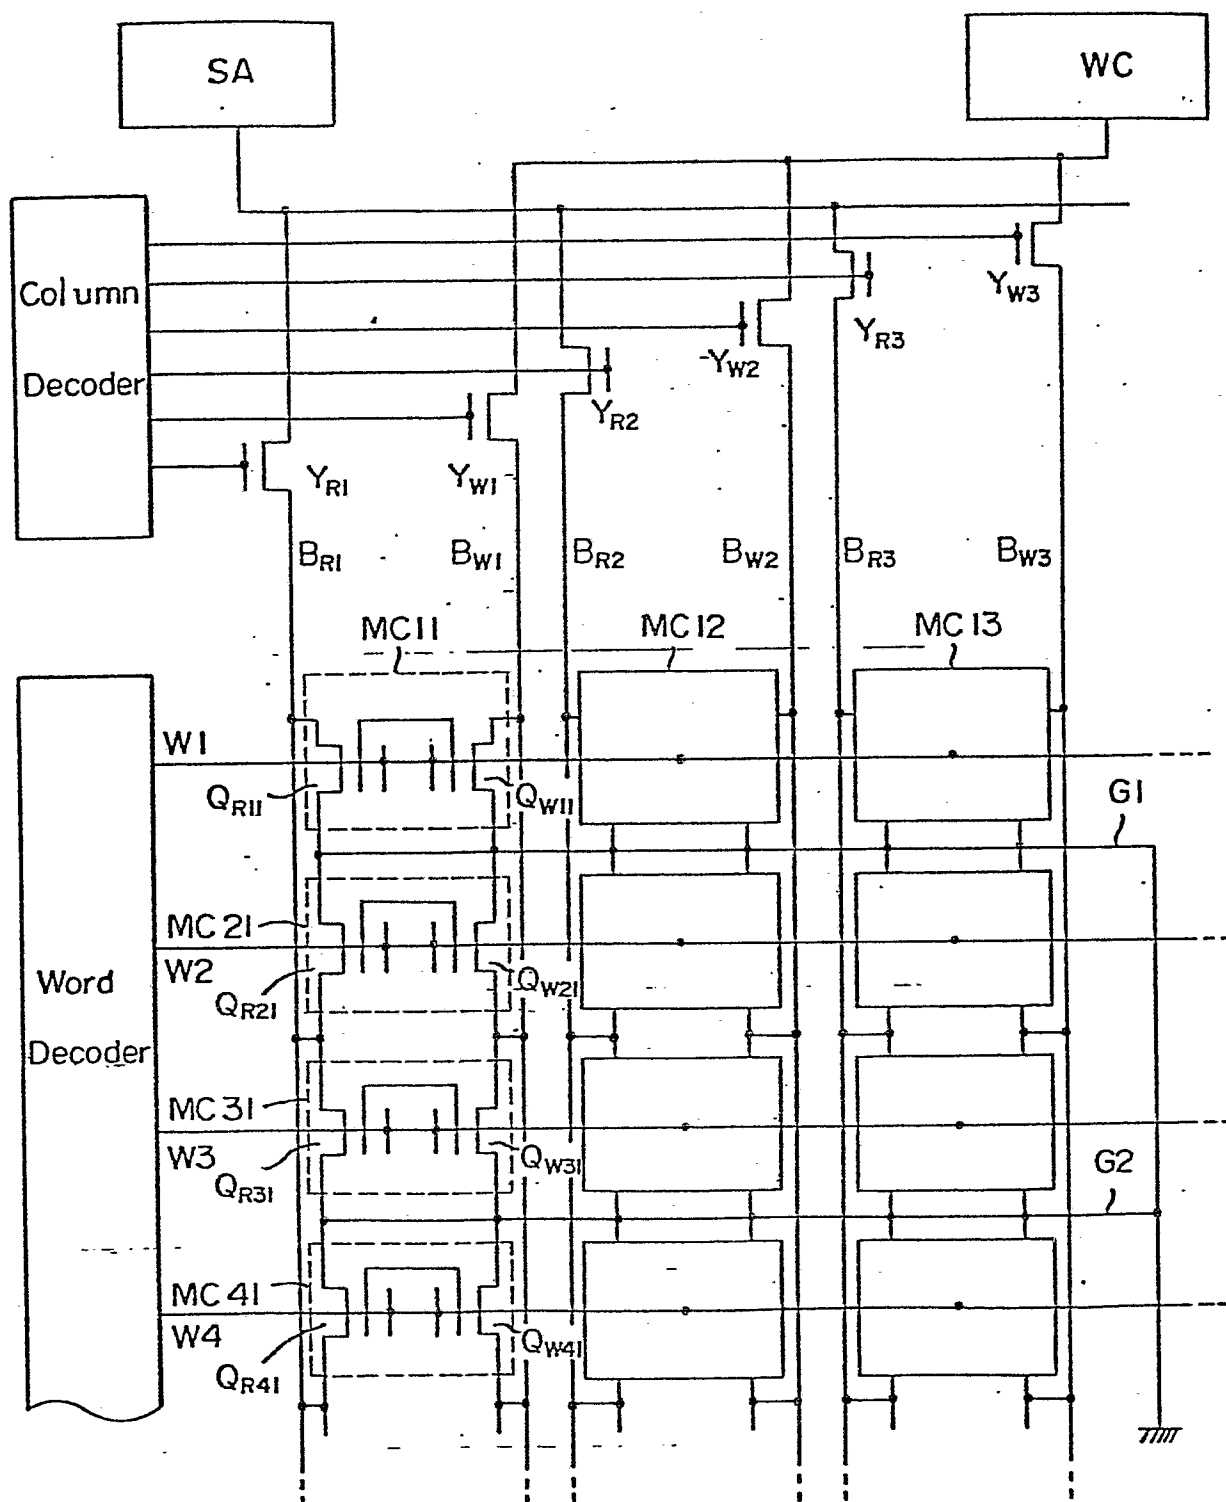 SA
WC
Column
Decoder
YW3
YR3
YW2
YR2
YR1
YW1
BR1
BW1
BR2
BW2
BR3
BW3
MC11
MC12
MC13
W1
QR11
QW11
G1
MC21
W2
QR21
QW21
Word
Decoder
MC31
W3
QR31
QW31
G2
MC41
W4
QR41
QW41